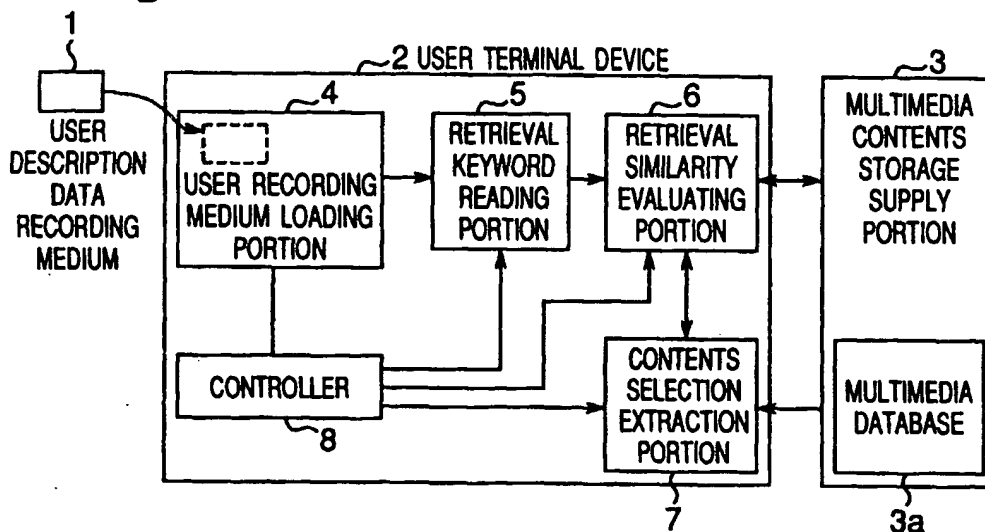 1
USER
DESCRIPTION
DATA
RECORDING
MEDIUM
2 USER TERMINAL DEVICE
4
USER RECORDING
MEDIUM LOADING
PORTION
5
RETRIEVAL
KEYWORD
READING
PORTION
6
RETRIEVAL
SIMILARITY
EVALUATING
PORTION
CONTROLLER
8
CONTENTS
SELECTION
EXTRACTION
PORTION
7
3
MULTIMEDIA
CONTENTS
STORAGE
SUPPLY
PORTION
MULTIMEDIA
DATABASE
3a